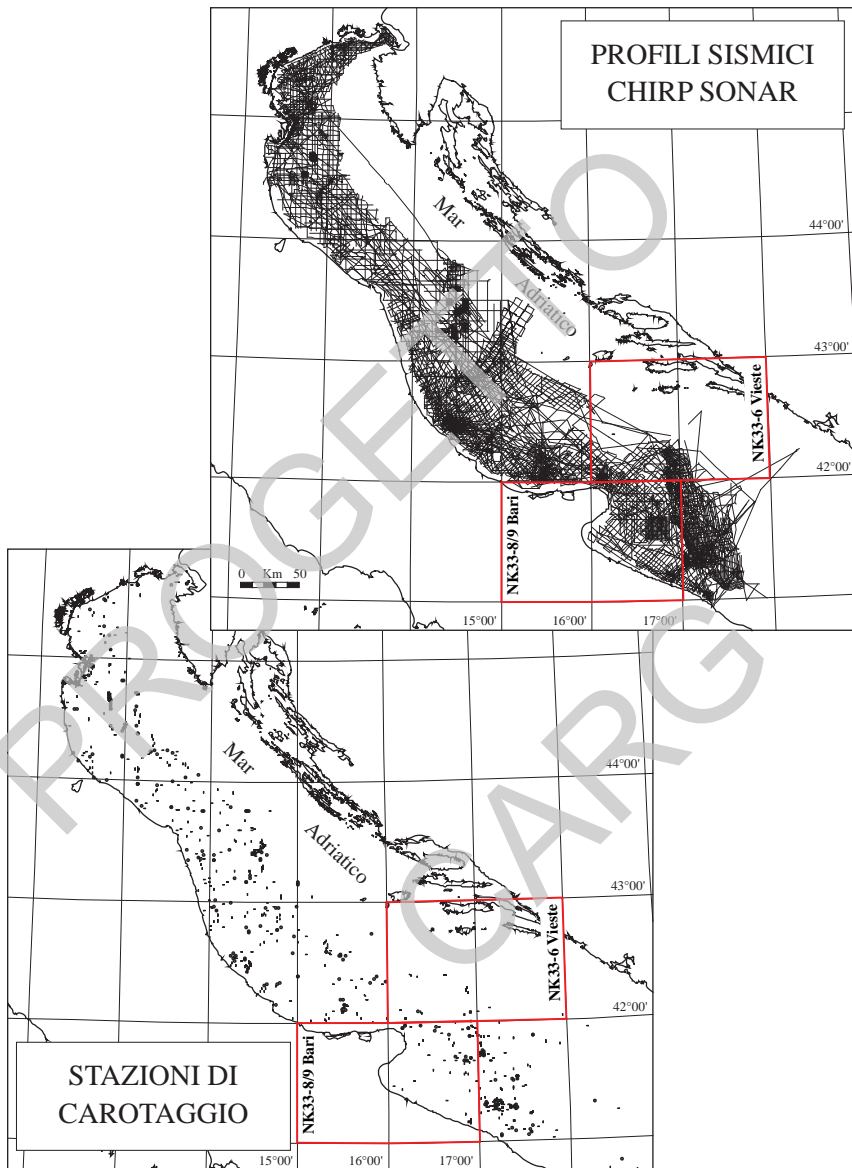 PROFILI SISMICI
CHIRP SONAR
Mar
Adriatico
44°00'
43°00'
42°00'
NK33-6 Vieste
NK33-8/9 Bari
0 Km 50
15°00' 16°00' 17°00'
PROGETTO
CARG
Mar
Adriatico
44°00'
43°00'
42°00'
NK33-6 Vieste
NK33-8/9 Bari
STAZIONI DI
CAROTAGGIO
15°00' 16°00' 17°00'